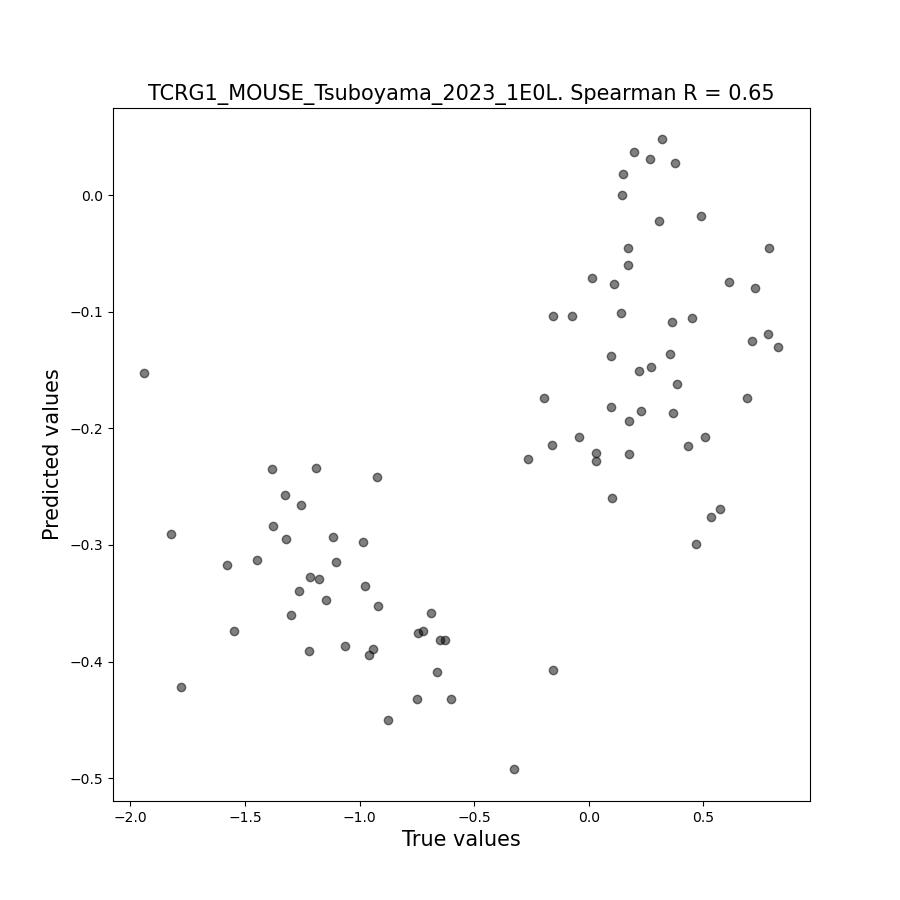 TCRG1_MOUSE_Tsuboyama_2023_1E0L. Spearman R = 0.65
0.0
−0.1
−0.2
−0.3
−0.4
−0.5
Predicted values
−2.0 −1.5 −1.0 −0.5 0.0 0.5
True values